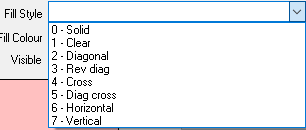 Fill Style
0 - Solid
Fill Colour
1 - Clear
Visible
2 - Diagonal
3 - Rev diag
4 - Cross
5 - Diag cross
6 - Horizontal
7 - Vertical